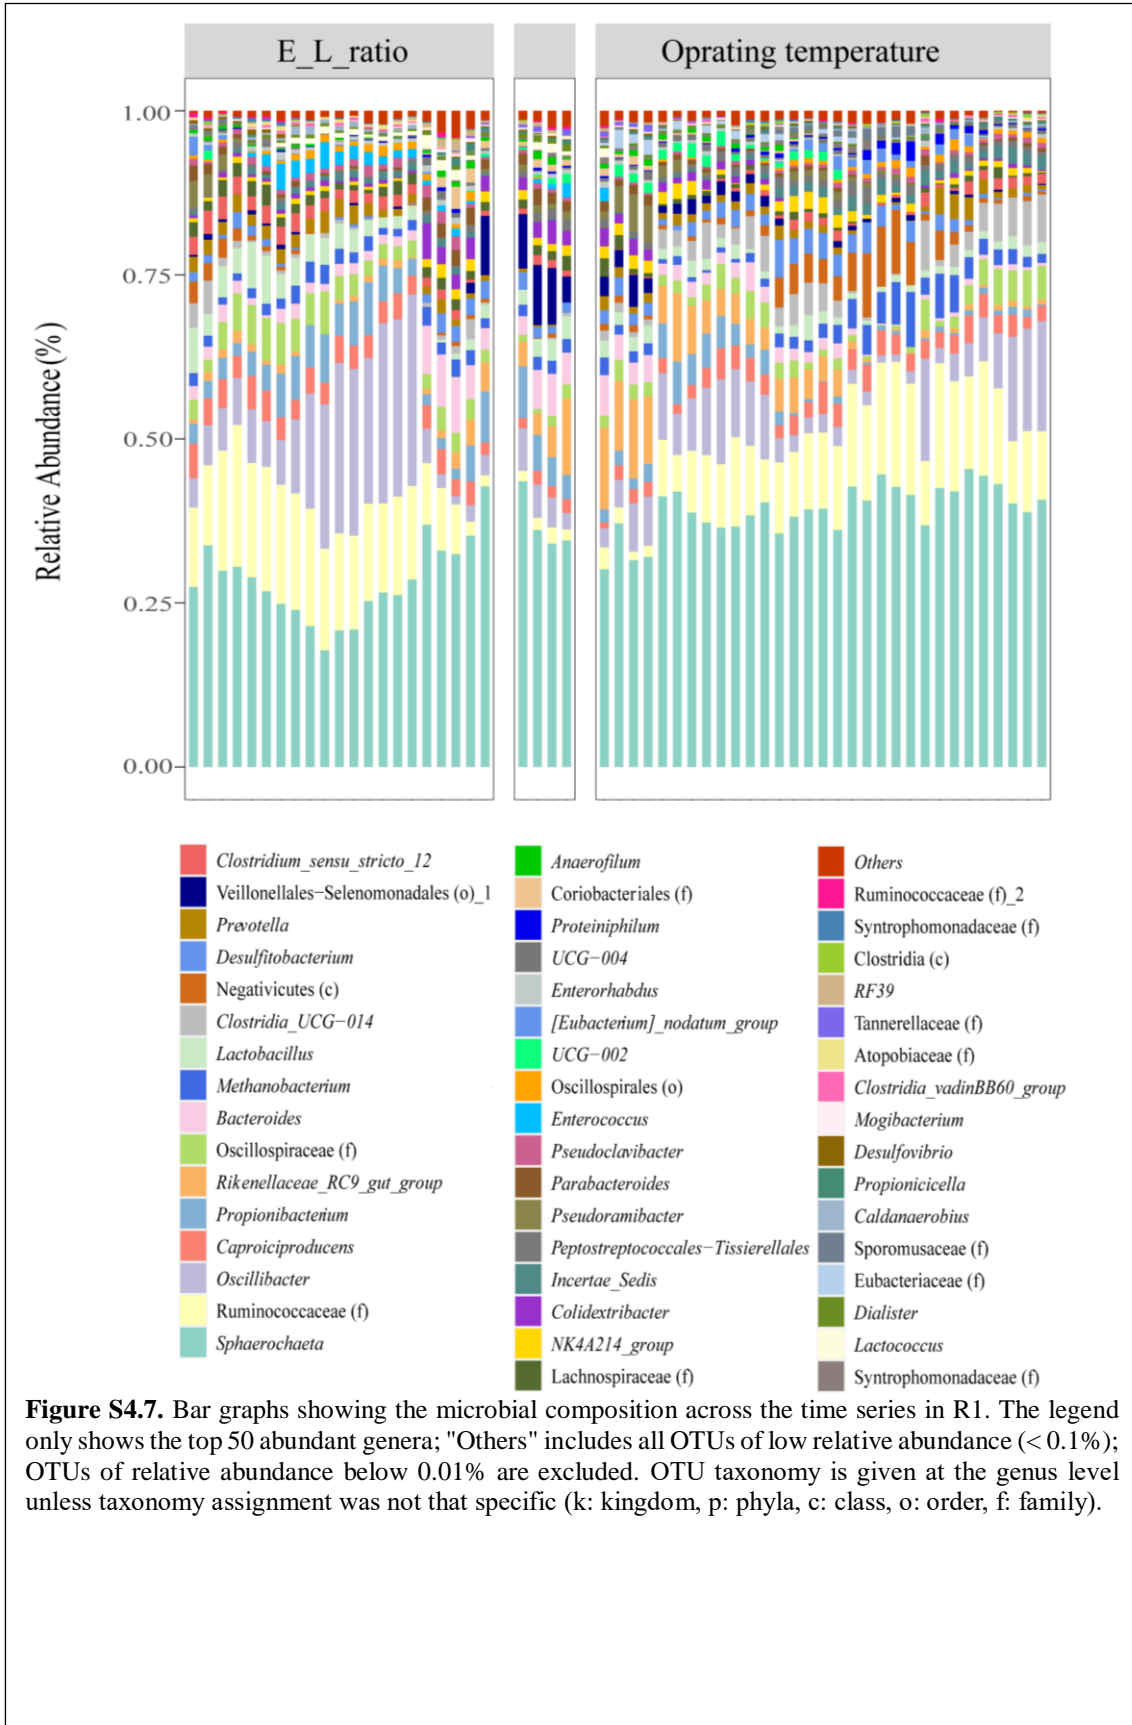 E_L_ratio
Oprating temperature
Relative Abundance(%)
1.00
0.75
0.50
0.25
0.00
Clostridium_sensu_stricto_12
Veillonellales−Selenomonadales (o)_1
Prevotella
Desulfitobacterium
Negativicutes (c)
Clostridia_UCG−014
Lactobacillus
Methanobacterium
Bacteroides
Oscillospiraceae (f)
Rikenellaceae_RC9_gut_group
Propionibacterium
Caproiciproducens
Oscillibacter
Ruminococcaceae (f)
Sphaerochaeta
Anaerofilum
Coriobacteriales (f)
Proteiniphilum
UCG−004
Enterorhabdus
[Eubacterium]_nodatum_group
UCG−002
Oscillospirales (o)
Enterococcus
Pseudoclavibacter
Parabacteroides
Pseudoramibacter
Peptostreptococcales−Tissierellales
Incertae_Sedis
Colidextribacter
NK4A214_group
Lachnospiraceae (f)
Others
Ruminococcaceae (f)_2
Syntrophomonadaceae (f)
Clostridia (c)
RF39
Tannerellaceae (f)
Atopobiaceae (f)
Clostridia_vadinBB60_group
Mogibacterium
Desulfovibrio
Propionicicella
Caldanaerobius
Sporomusaceae (f)
Eubacteriaceae (f)
Dialister
Lactococcus
Syntrophomonadaceae (f)
Figure S4.7. Bar graphs showing the microbial composition across the time series in R1. The legend
only shows the top 50 abundant genera; "Others" includes all OTUs of low relative abundance (< 0.1%);
OTUs of relative abundance below 0.01% are excluded. OTU taxonomy is given at the genus level
unless taxonomy assignment was not that specific (k: kingdom, p: phyla, c: class, o: order, f: family).